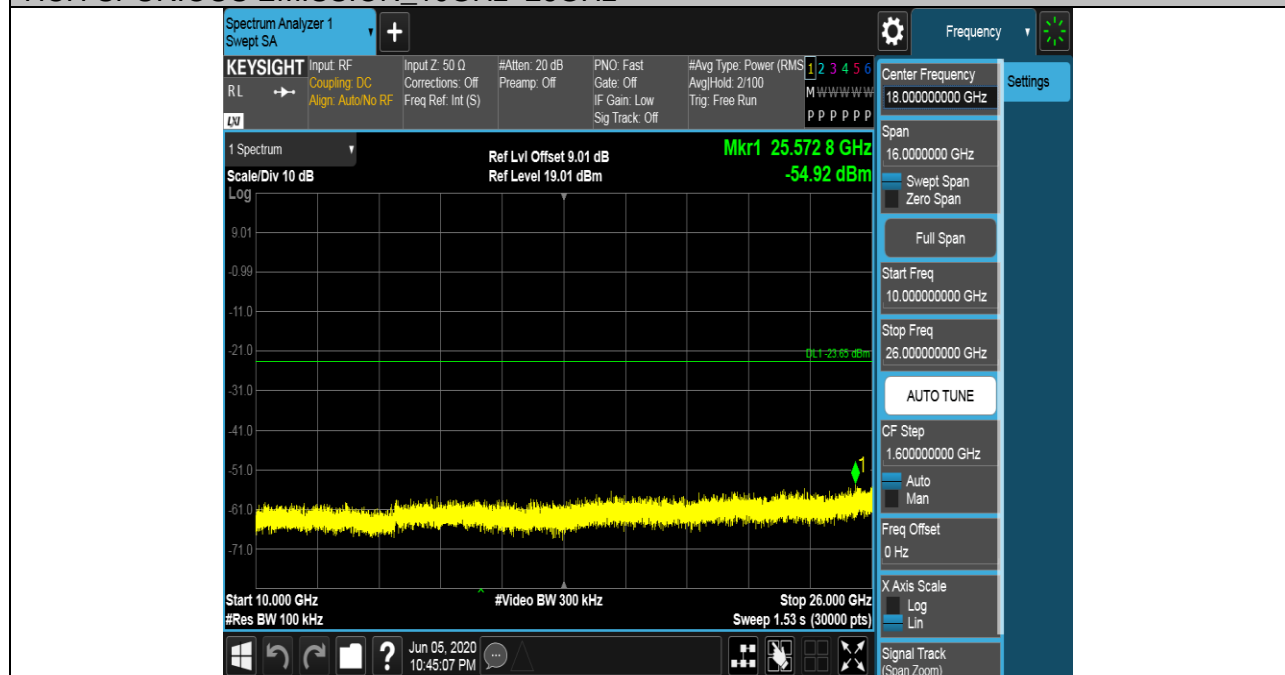 Spectrum Analyzer 1
Swept SA
+
Frequency
KEYSIGHT
RL
LXI
Input: RF
Coupling: DC
Align: Auto/No RF
Input Z: 50 Ω
Corrections: Off
Freq Ref: Int (S)
#Atten: 20 dB
Preamp: Off
PNO: Fast
Gate: Off
IF Gain: Low
Sig Track: Off
#Avg Type: Power (RMS
Avg|Hold: 2/100
Trig: Free Run
1 2 3 4 5 6
M W W W W W
P P P P P P
1 Spectrum
Scale/Div 10 dB
Log
Ref Lvl Offset 9.01 dB
Ref Level 19.01 dBm
Mkr1 25.572 8 GHz
-54.92 dBm
9.01
-0.99
-11.0
-21.0
DL1 -23.65 dBm
-31.0
-41.0
-51.0
1
-61.0
-71.0
Start 10.000 GHz
#Res BW 100 kHz
#Video BW 300 kHz
Stop 26.000 GHz
Sweep 1.53 s (30000 pts)
?
Jun 05, 2020
10:45:07 PM
Center Frequency
18.000000000 GHz
Span
16.0000000 GHz
Swept Span
Zero Span
Full Span
Start Freq
10.000000000 GHz
Stop Freq
26.000000000 GHz
AUTO TUNE
CF Step
1.600000000 GHz
Auto
Man
Freq Offset
0 Hz
X Axis Scale
Log
Lin
Signal Track
(Span Zoom)
Settings